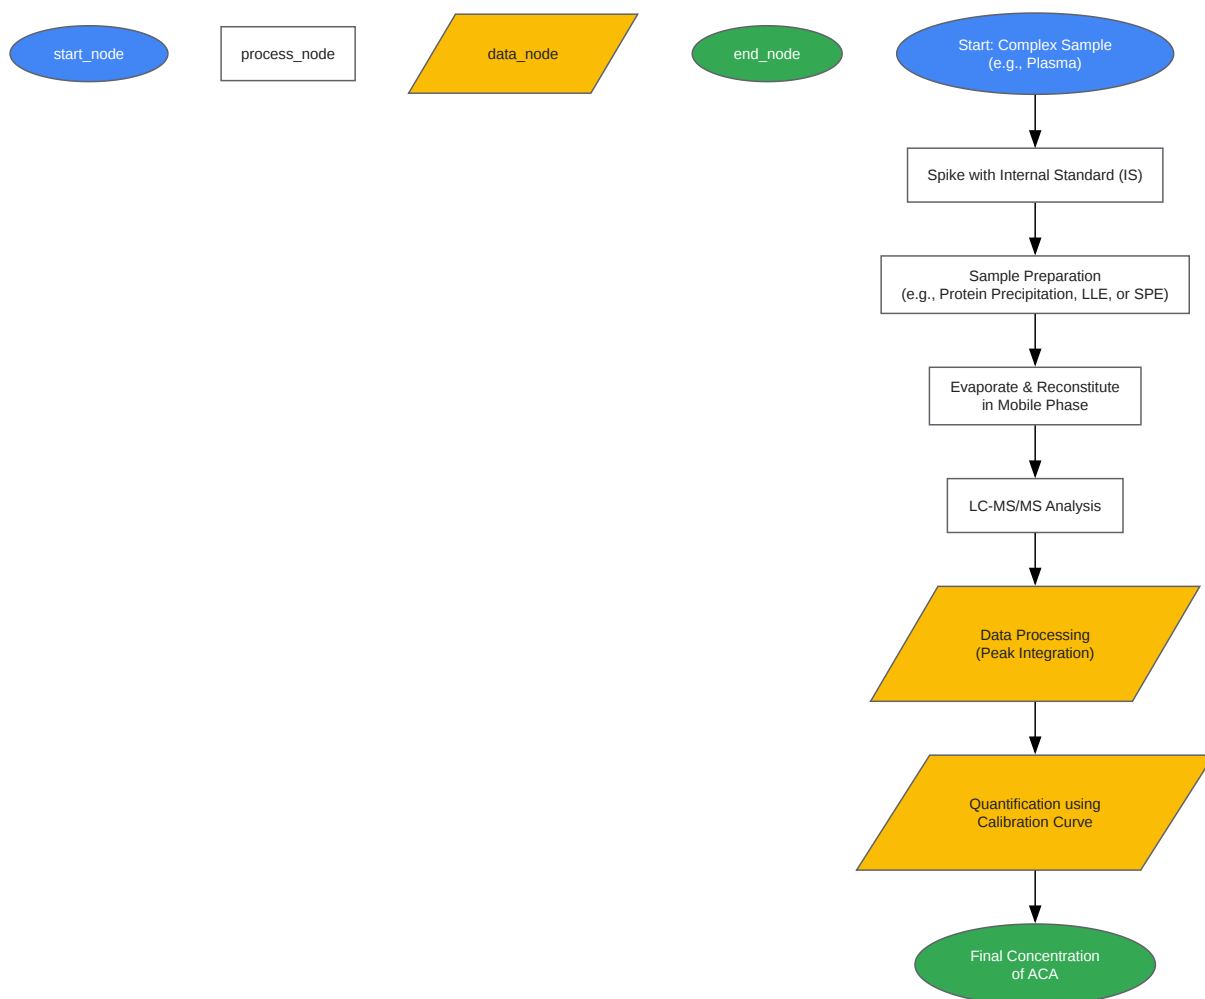 start_node
process_node
data_node
end_node
Start: Complex Sample
(e.g., Plasma)
Spike with Internal Standard (IS)
Sample Preparation
(e.g., Protein Precipitation, LLE, or SPE)
Evaporate & Reconstitute
in Mobile Phase
LC-MS/MS Analysis
Data Processing
(Peak Integration)
Quantification using
Calibration Curve
Final Concentration
of ACA